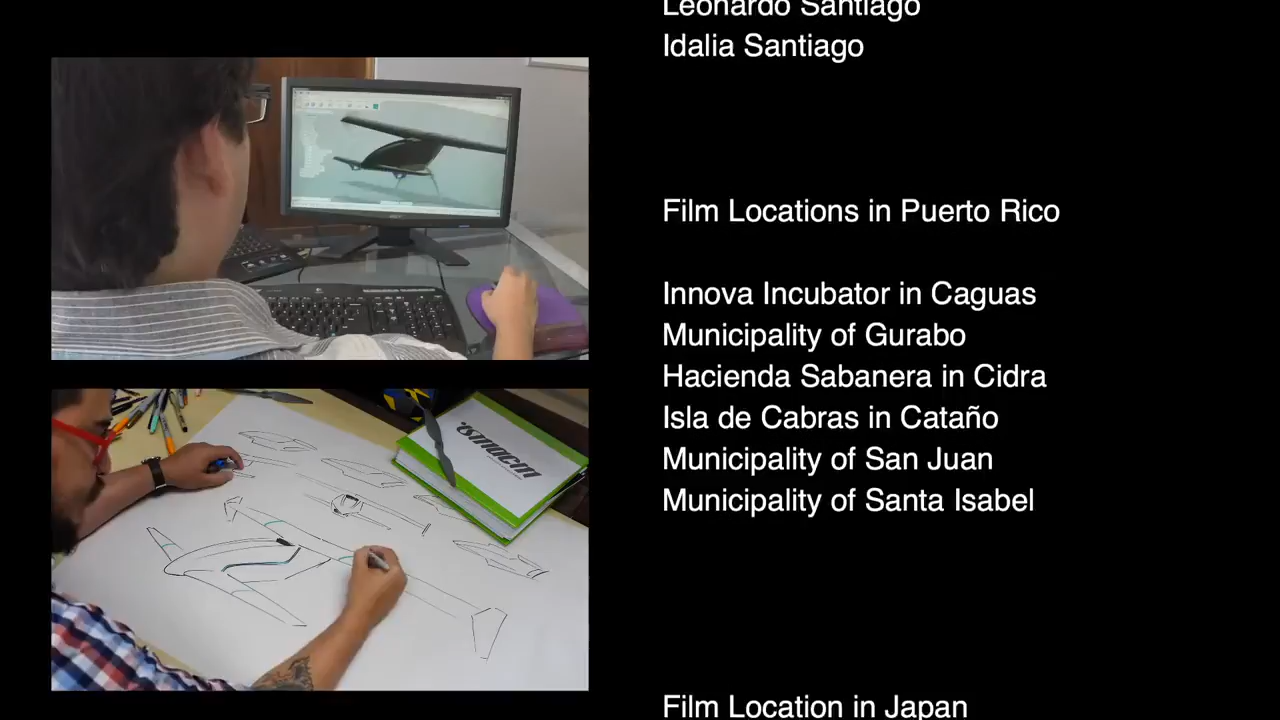 Leonardo Santiago
Idalia Santiago
Film Locations in Puerto Rico
Innova Incubator in Caguas
Municipality of Gurabo
Hacienda Sabanera in Cidra
Isla de Cabras in Cataño
Municipality of San Juan
Municipality of Santa Isabel
Film Location in Japan